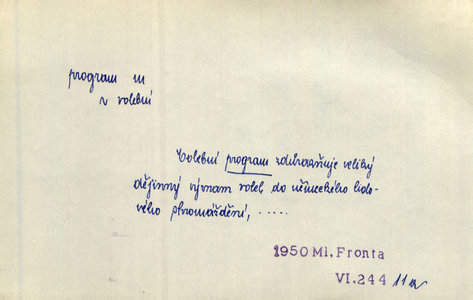 program m
v volební
Volební program zdůrazňuje veliký
dějinný význam voleb do německého lido-
vého shromáždění, .....
1950 Ml. Fronta
VI. 244 11a